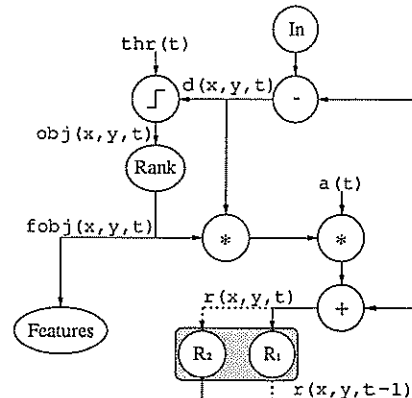 In
thr(t)
d(x,y,t)
-
obj(x,y,t)
Rank
a(t)
fobj(x,y,t)
*
*
r(x,y,t)
+
Features
R2
R1
r(x,y,t-1)